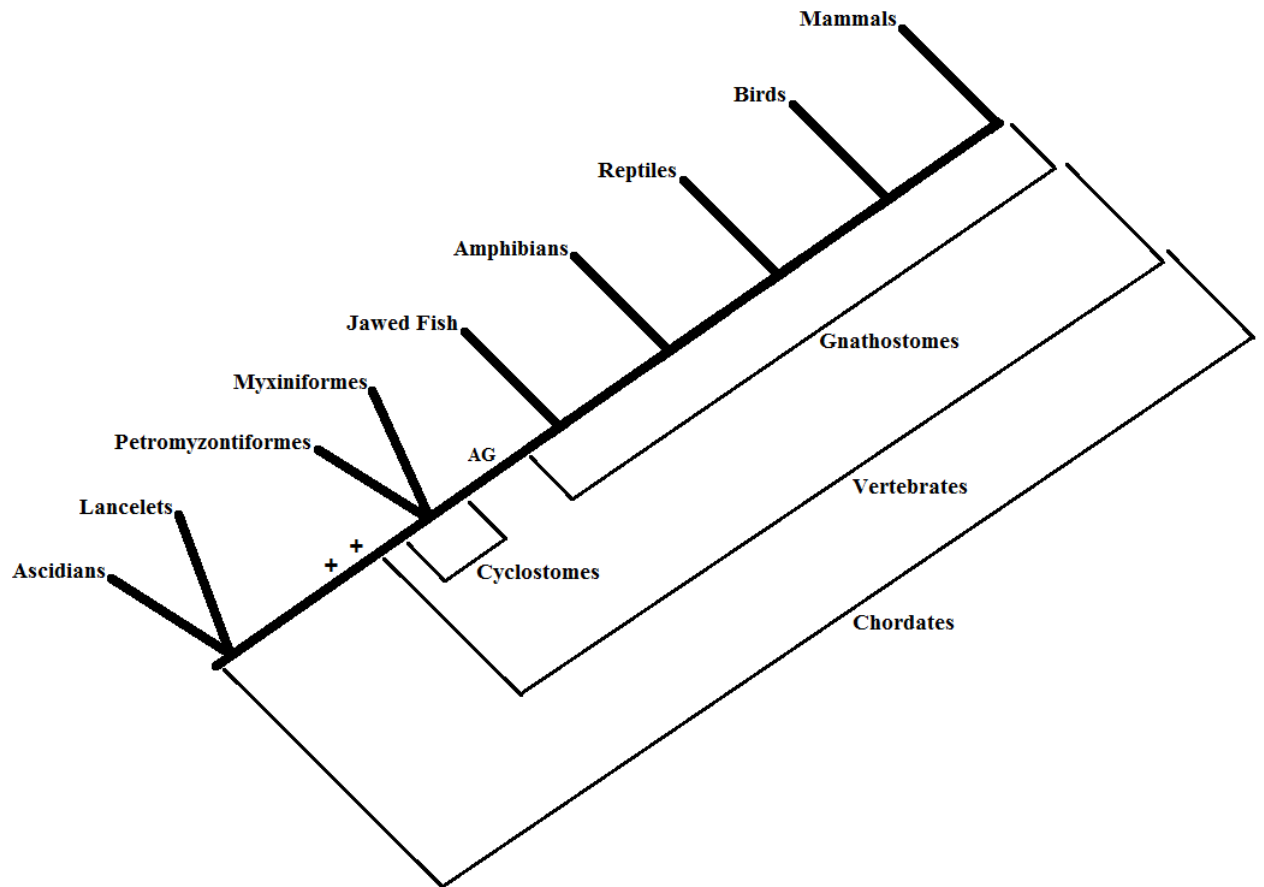 Mammals
Birds
Reptiles
Amphibians
Jawed Fish
Gnathostomes
Myxiniformes
Petromyzontiformes
AG
Vertebrates
Lancelets
+
+
Ascidians
Cyclostomes
Chordates